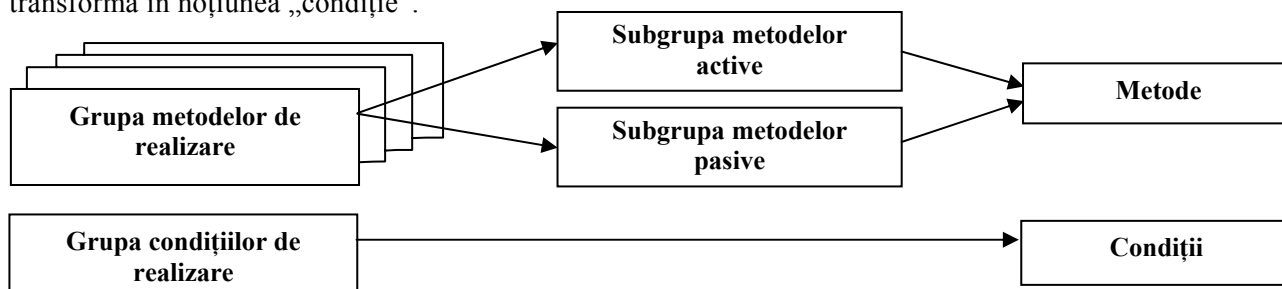 transformă în noțiunea „condiție”.
Subgrupa metodelor
active
Metode
Grupa metodelor de
realizare
Subgrupa metodelor
pasive
Grupa condițiilor de
realizare
Condiții